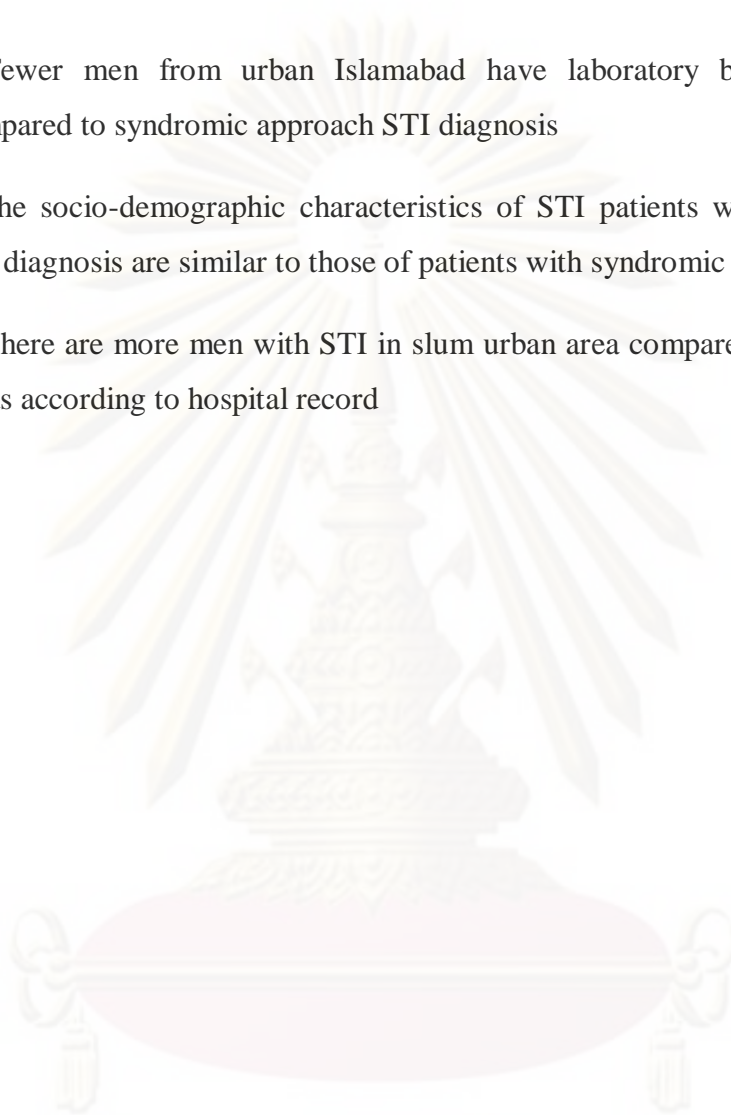 ewer men from urban Islamabad have laboratory b
pared to syndromic approach STI diagnosis
he socio-demographic characteristics of STI patients w
diagnosis are similar to those of patients with syndromic
here are more men with STI in slum urban area compare
s according to hospital record